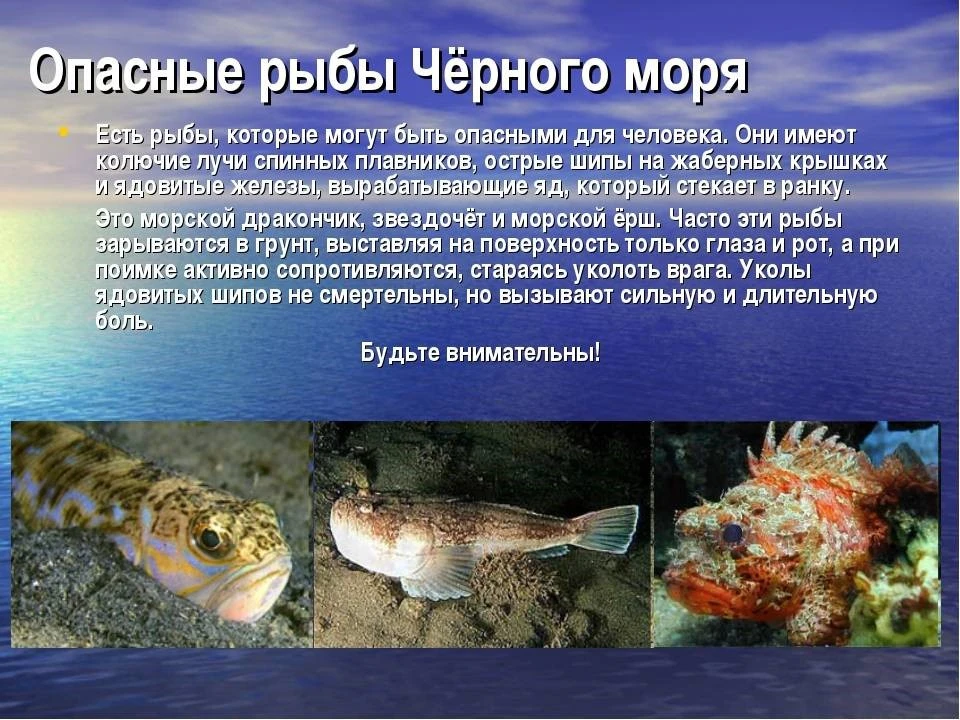 Опасные рыбы Чёрного моря
Есть рыбы, которые могут быть опасными для человека. Они имеют
колючие лучи спинных плавников, острые шипы на жаберных крышках
и ядовитые железы, вырабатывающие яд, который стекает в ранку.
Это морской дракончик, звездочёт и морской ёрш. Часто эти рыбы
зарываются в грунт, выставляя на поверхность только глаза и рот, а при
поимке активно сопротивляются, стараясь уколоть врага. Уколы
ядовитых шипов не смертельны, но вызывают сильную и длительную
боль.
Будьте внимательны!